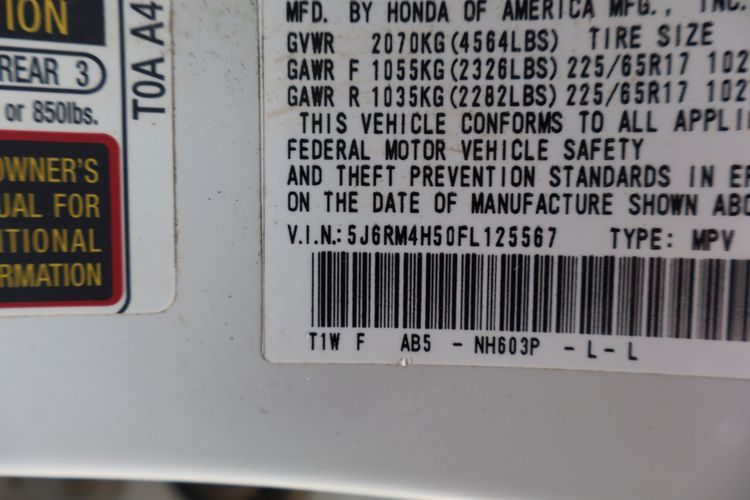 ION
REAR 3
or 850lbs.
OWNER'S
UAL FOR
ITIONAL
RMATION
T0A A4
MFD. BY HONDA OF AMERICA MFG., INC.
GVWR 2070KG(4564LBS) TIRE SIZE
GAWR F 1055KG(2326LBS) 225/65R17 102
GAWR R 1035KG(2282LBS) 225/65R17 102
THIS VEHICLE CONFORMS TO ALL APPLI
FEDERAL MOTOR VEHICLE SAFETY
AND THEFT PREVENTION STANDARDS IN EF
ON THE DATE OF MANUFACTURE SHOWN ABO
V.I.N.: 5J6RM4H50FL125567 TYPE: MPV
T1W F AB5 - NH603P - L - L